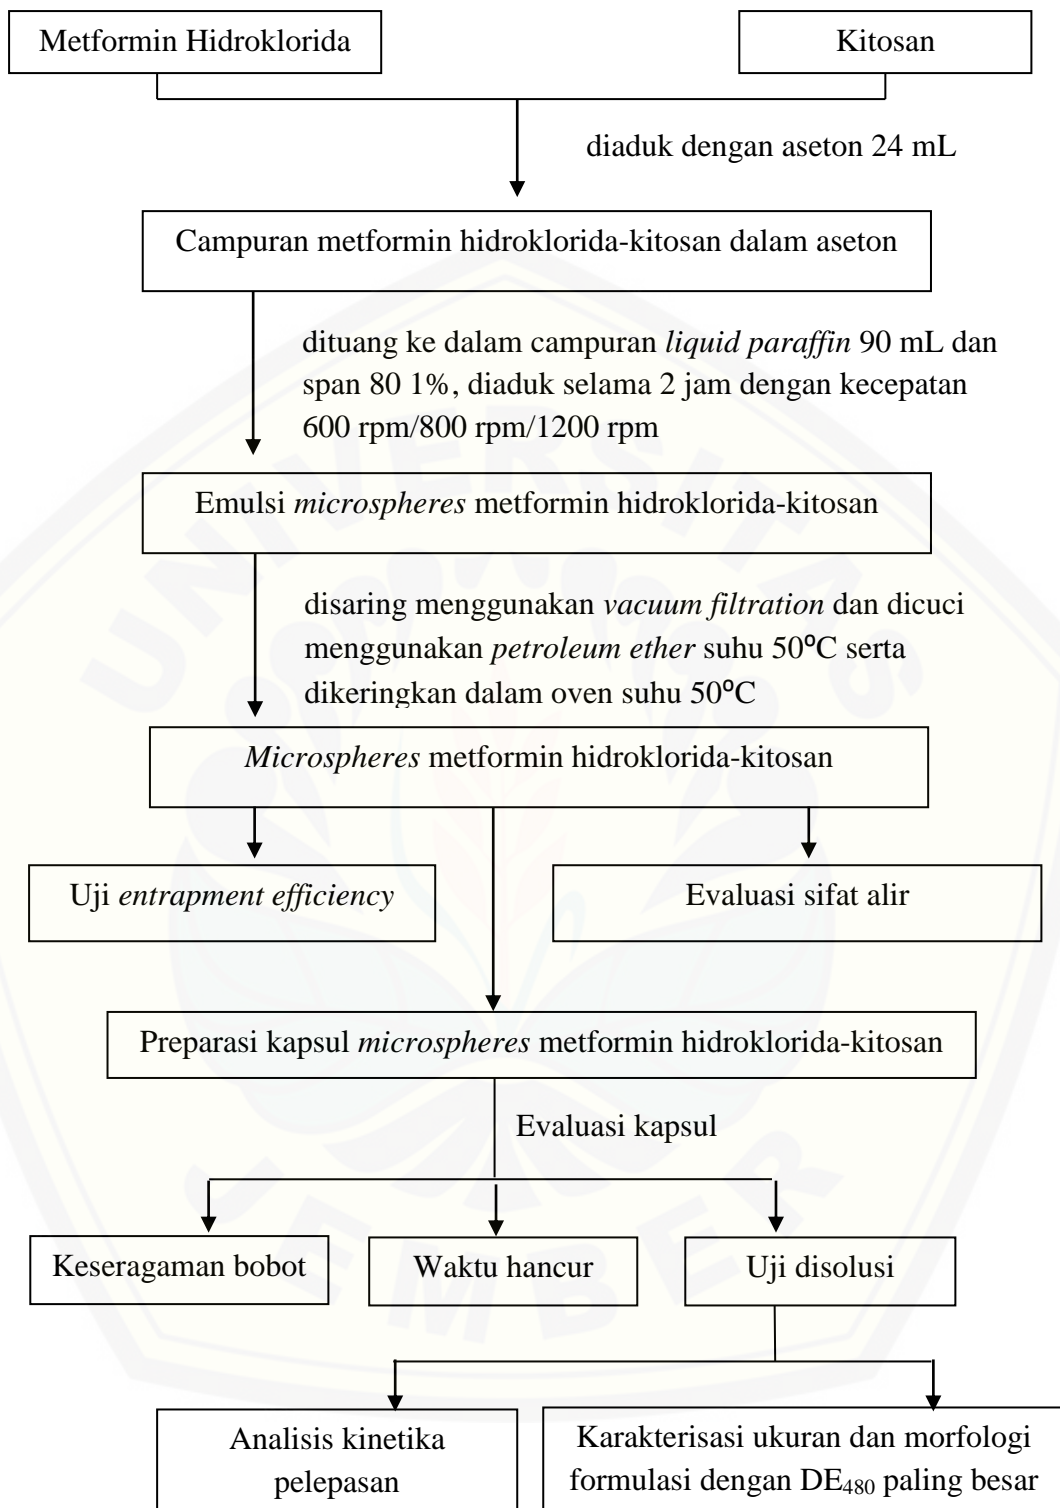 Metformin Hidroklorida
Kitosan
diaduk dengan aseton 24 mL
Campuran metformin hidroklorida-kitosan dalam aseton
dituang ke dalam campuran liquid paraffin 90 mL dan
span 80 1%, diaduk selama 2 jam dengan kecepatan
600 rpm/800 rpm/1200 rpm
Emulsi microspheres metformin hidroklorida-kitosan
disaring menggunakan vacuum filtration dan dicuci
menggunakan petroleum ether suhu 50⁰C serta
dikeringkan dalam oven suhu 50⁰C
Microspheres metformin hidroklorida-kitosan
Uji entrapment efficiency
Evaluasi sifat alir
Preparasi kapsul microspheres metformin hidroklorida-kitosan
Evaluasi kapsul
Keseragaman bobot
Waktu hancur
Uji disolusi
Analisis kinetika
pelepasan
Karakterisasi ukuran dan morfologi
formulasi dengan DE₄₈₀ paling besar
UNIVERSITAS
JEMBER